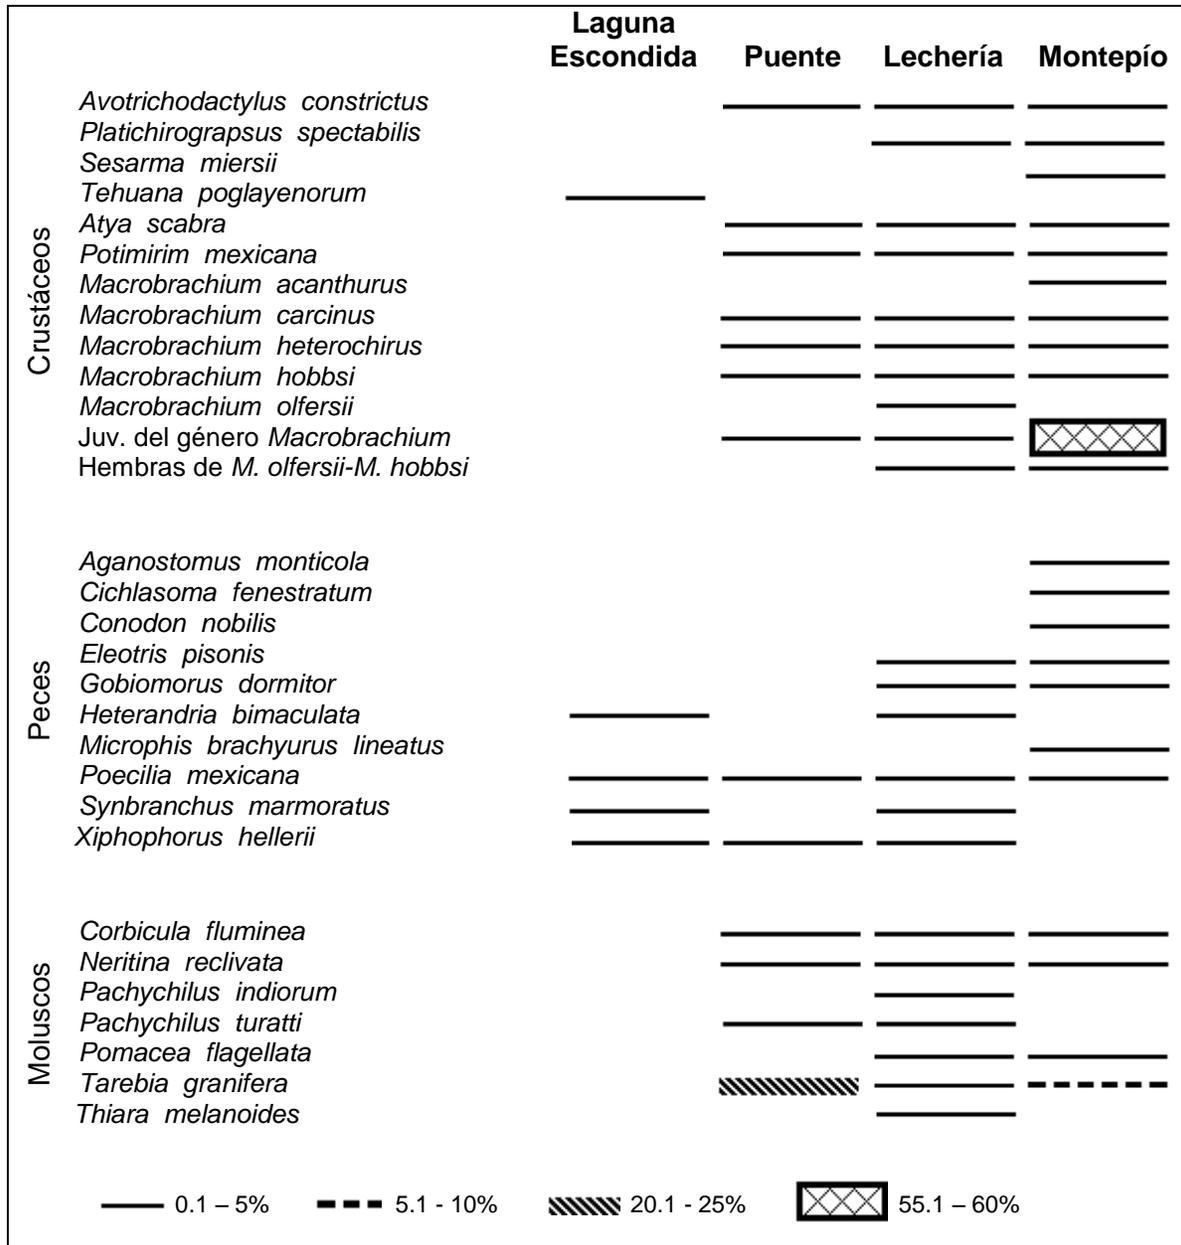 Laguna
Escondida Puente Lechería Montepío
Crustáceos
Avotrichodactylus constrictus
Platichirograpsus spectabilis
Sesarma miersii
Tehuana poglayenorum
Atya scabra
Potimirim mexicana
Macrobrachium acanthurus
Macrobrachium carcinus
Macrobrachium heterochirus
Macrobrachium hobbsi
Macrobrachium olfersii
Juv. del género Macrobrachium
Hembras de M. olfersii-M. hobbsi
Peces
Aganostomus monticola
Cichlasoma fenestratum
Conodon nobilis
Eleotris pisonis
Gobiomorus dormitor
Heterandria bimaculata
Microphis brachyurus lineatus
Poecilia mexicana
Synbranchus marmoratus
Xiphophorus hellerii
Moluscos
Corbicula fluminea
Neritina reclivata
Pachychilus indiorum
Pachychilus turatti
Pomacea flagellata
Tarebia granifera
Thiara melanoides
0.1 – 5% 5.1 - 10% 20.1 - 25% 55.1 – 60%